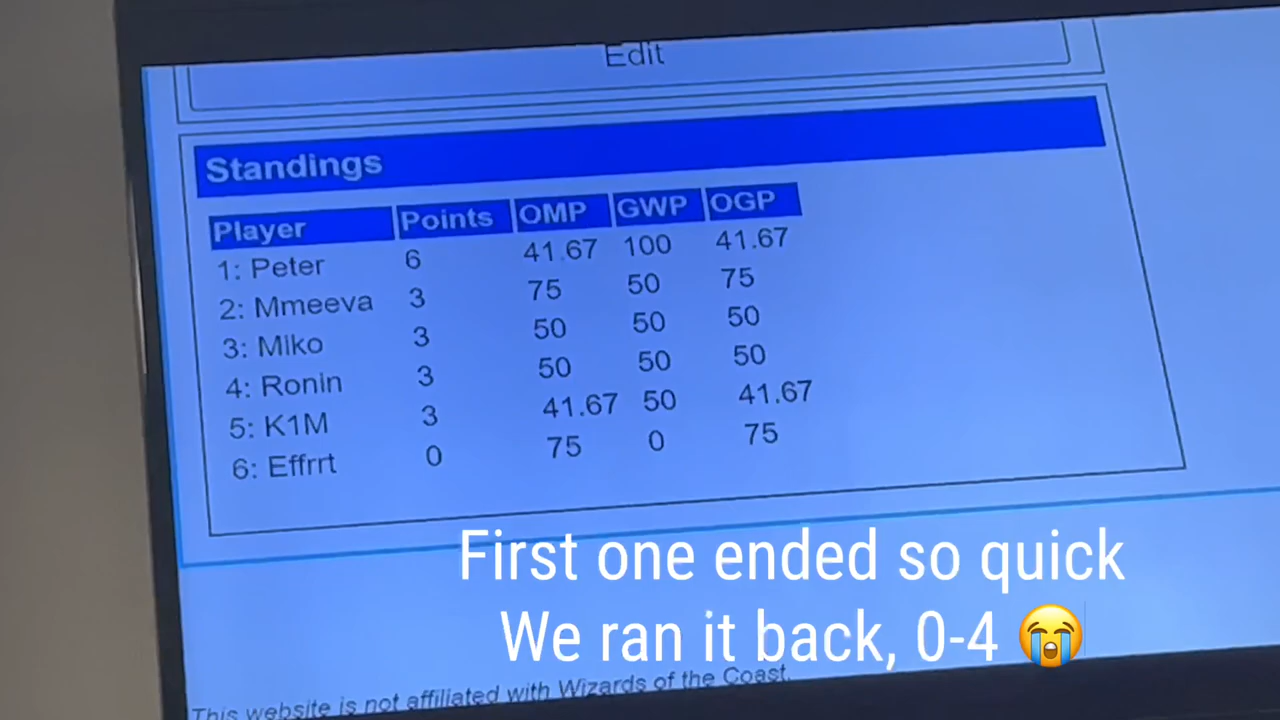 Edit
Standings
Player Points OMP GWP OGP
1: Peter 6 41.67 100 41.67
2: Mmeeva 3 75 50 75
3: Miko 3 50 50 50
4: Ronin 3 50 50 50
5: K1M 3 41.67 50 41.67
6: Effrrt 0 75 0 75
First one ended so quick
We ran it back, 0-4 😭
This website is not affiliated with Wizards of the Coast.